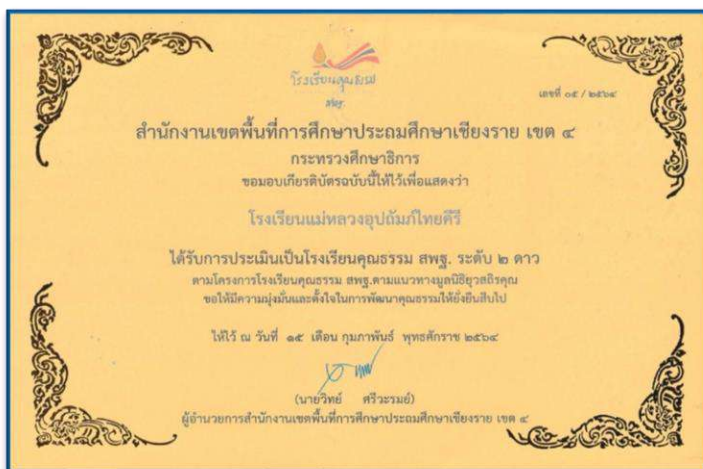 โรงเรียนคุณธรรม
สพฐ.
เลขที่ ๐๕ / ๒๕๖๔
สำนักงานเขตพื้นที่การศึกษาประถมศึกษาเชียงราย เขต ๔
กระทรวงศึกษาธิการ
ขอมอบเกียรติบัตรฉบับนี้ให้ไว้เพื่อแสดงว่า
โรงเรียนแม่หลวงอุปถัมภ์ไทยคีรี
ได้รับการประเมินเป็นโรงเรียนคุณธรรม สพฐ. ระดับ ๒ ดาว
ตามโครงการโรงเรียนคุณธรรม สพฐ.ตามแนวทางมูลนิธิยุวสถิรคุณ
ขอให้มีความมุ่งมั่นและตั้งใจในการพัฒนาคุณธรรมให้ยั่งยืนสืบไป
ให้ไว้ ณ วันที่ ๑๕ เดือน กุมภาพันธ์ พุทธศักราช ๒๕๖๔
(นายวิทย์ ศรีวะรมย์)
ผู้อำนวยการสำนักงานเขตพื้นที่การศึกษาประถมศึกษาเชียงราย เขต ๔